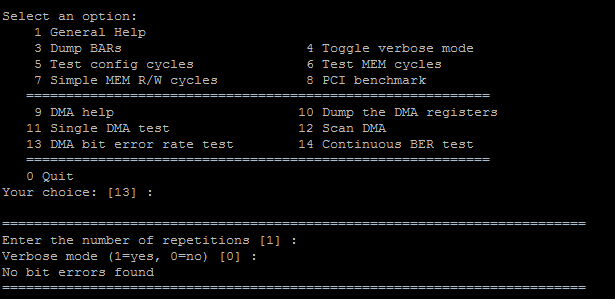 Select an option:
1 General Help
3 Dump BARs 4 Toggle verbose mode
5 Test config cycles 6 Test MEM cycles
7 Simple MEM R/W cycles 8 PCI benchmark
==========================================================
9 DMA help 10 Dump the DMA registers
11 Single DMA test 12 Scan DMA
13 DMA bit error rate test 14 Continuous BER test
==========================================================
0 Quit
Your choice: [13] :
=========================================================================
Enter the number of repetitions [1] :
Verbose mode (1=yes, 0=no) [0] :
No bit errors found
=========================================================================